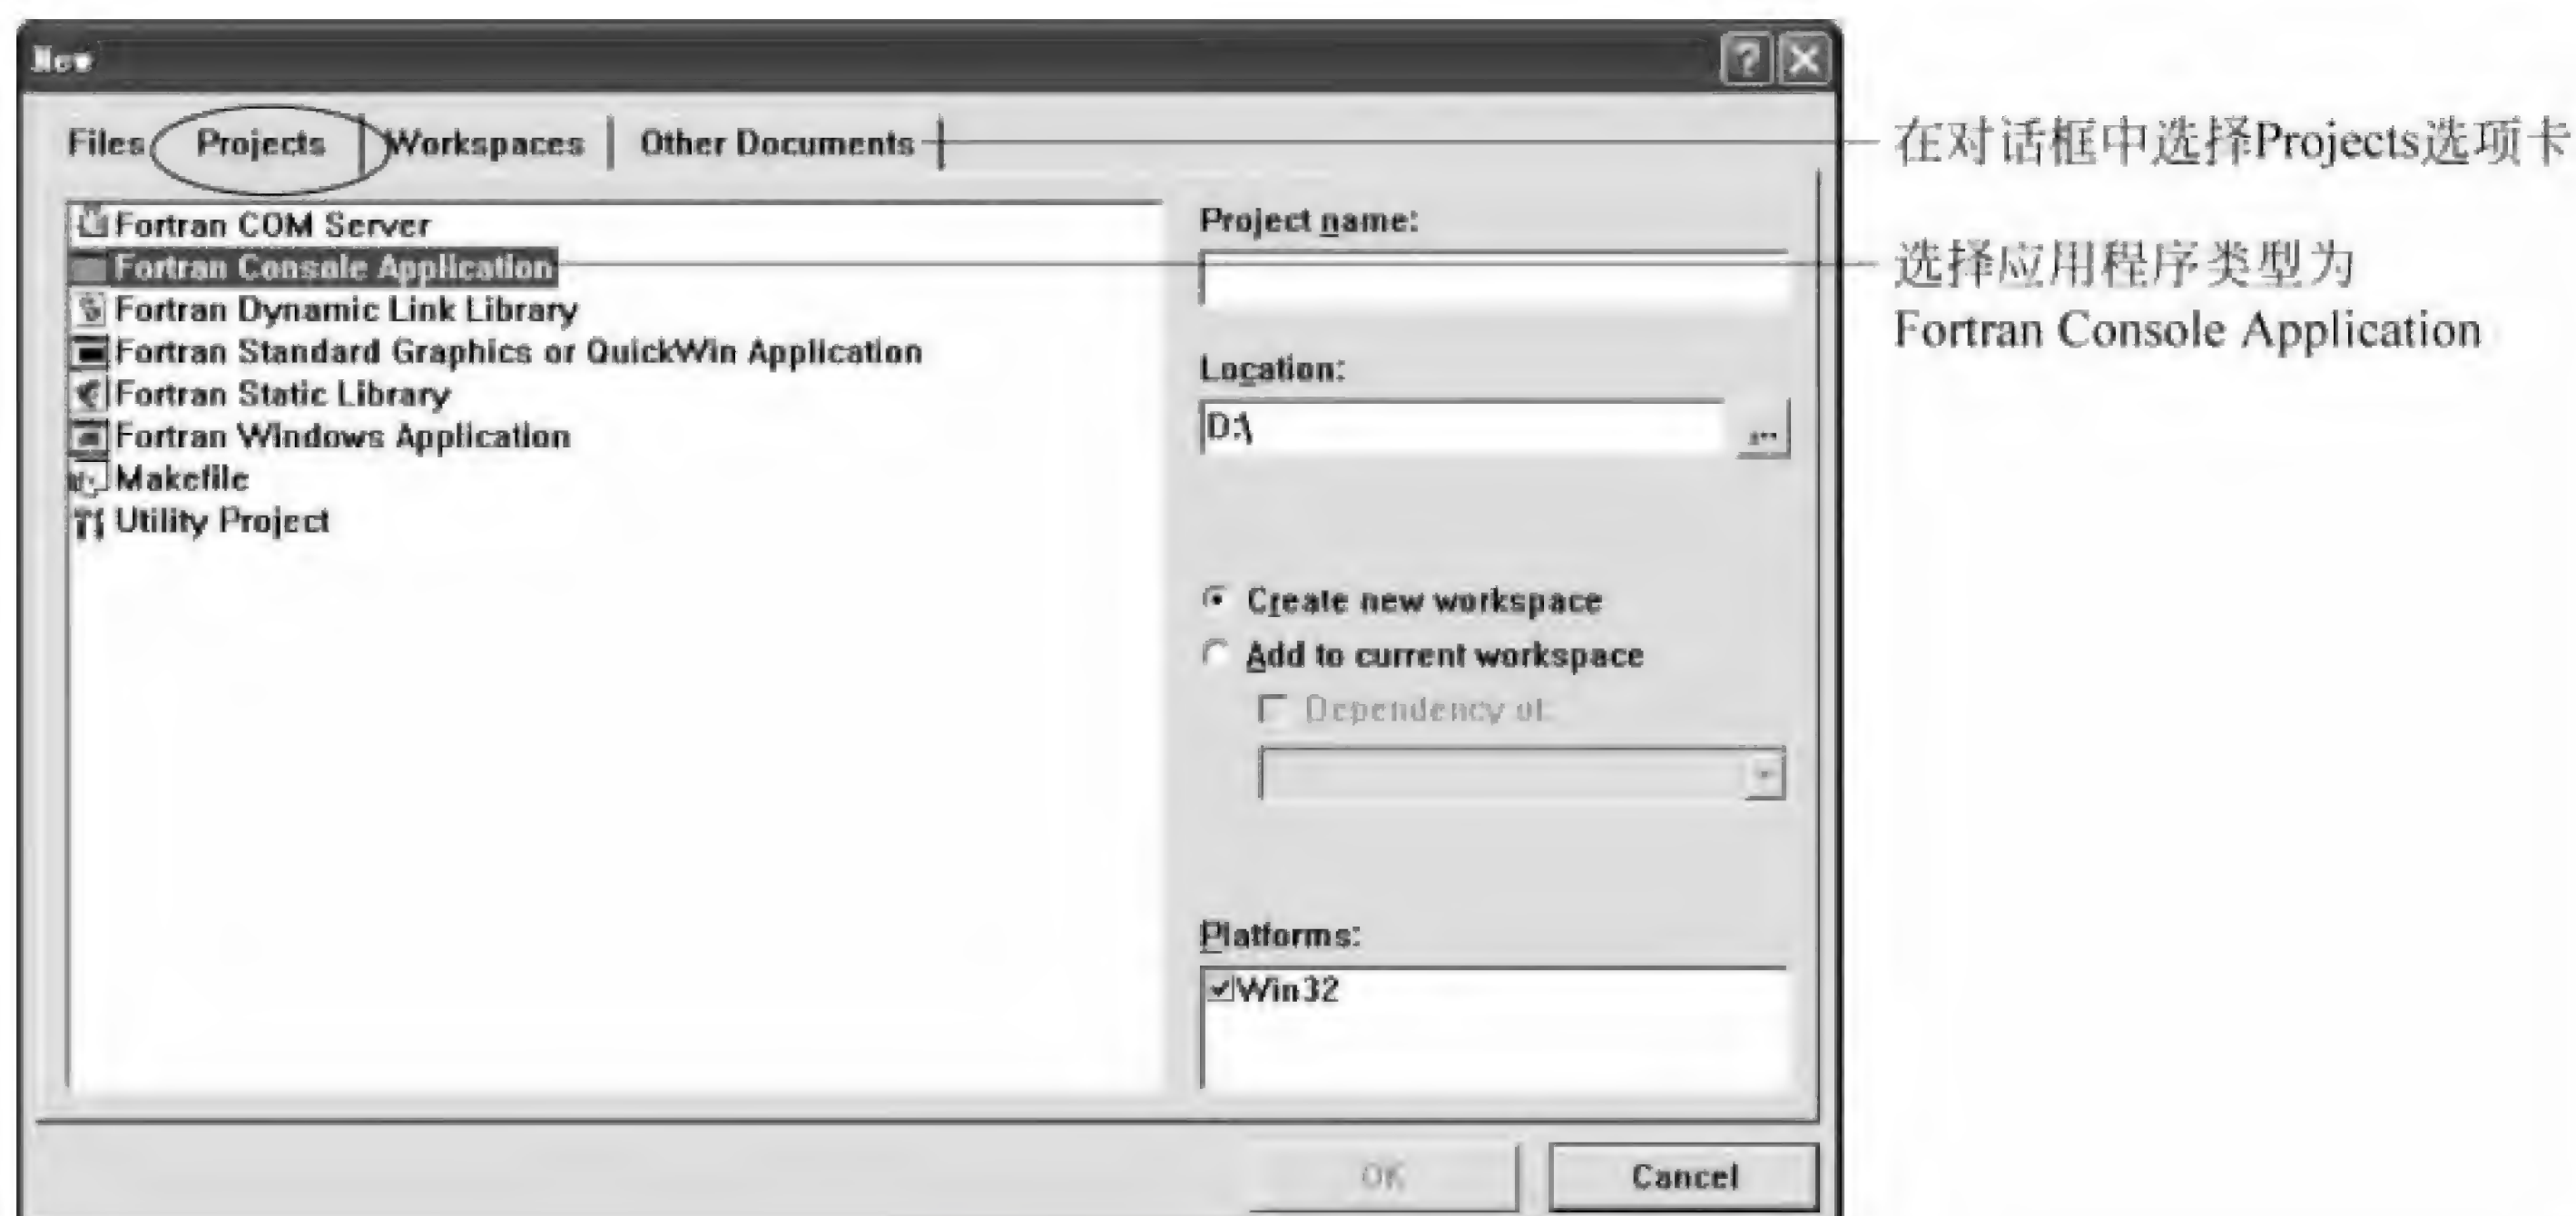 New
Files Projects Workspaces Other Documents
在对话框中选择Projects选项卡
Fortran COM Server
Fortran Console Application
Fortran Dynamic Link Library
Fortran Standard Graphics or QuickWin Application
Fortran Static Library
Fortran Windows Application
Makefile
Utility Project
Project name:
选择应用程序类型为
Fortran Console Application
Location:
D:\
...
Create new workspace
Add to current workspace
Dependency of:
Platforms:
Win32
OK
Cancel